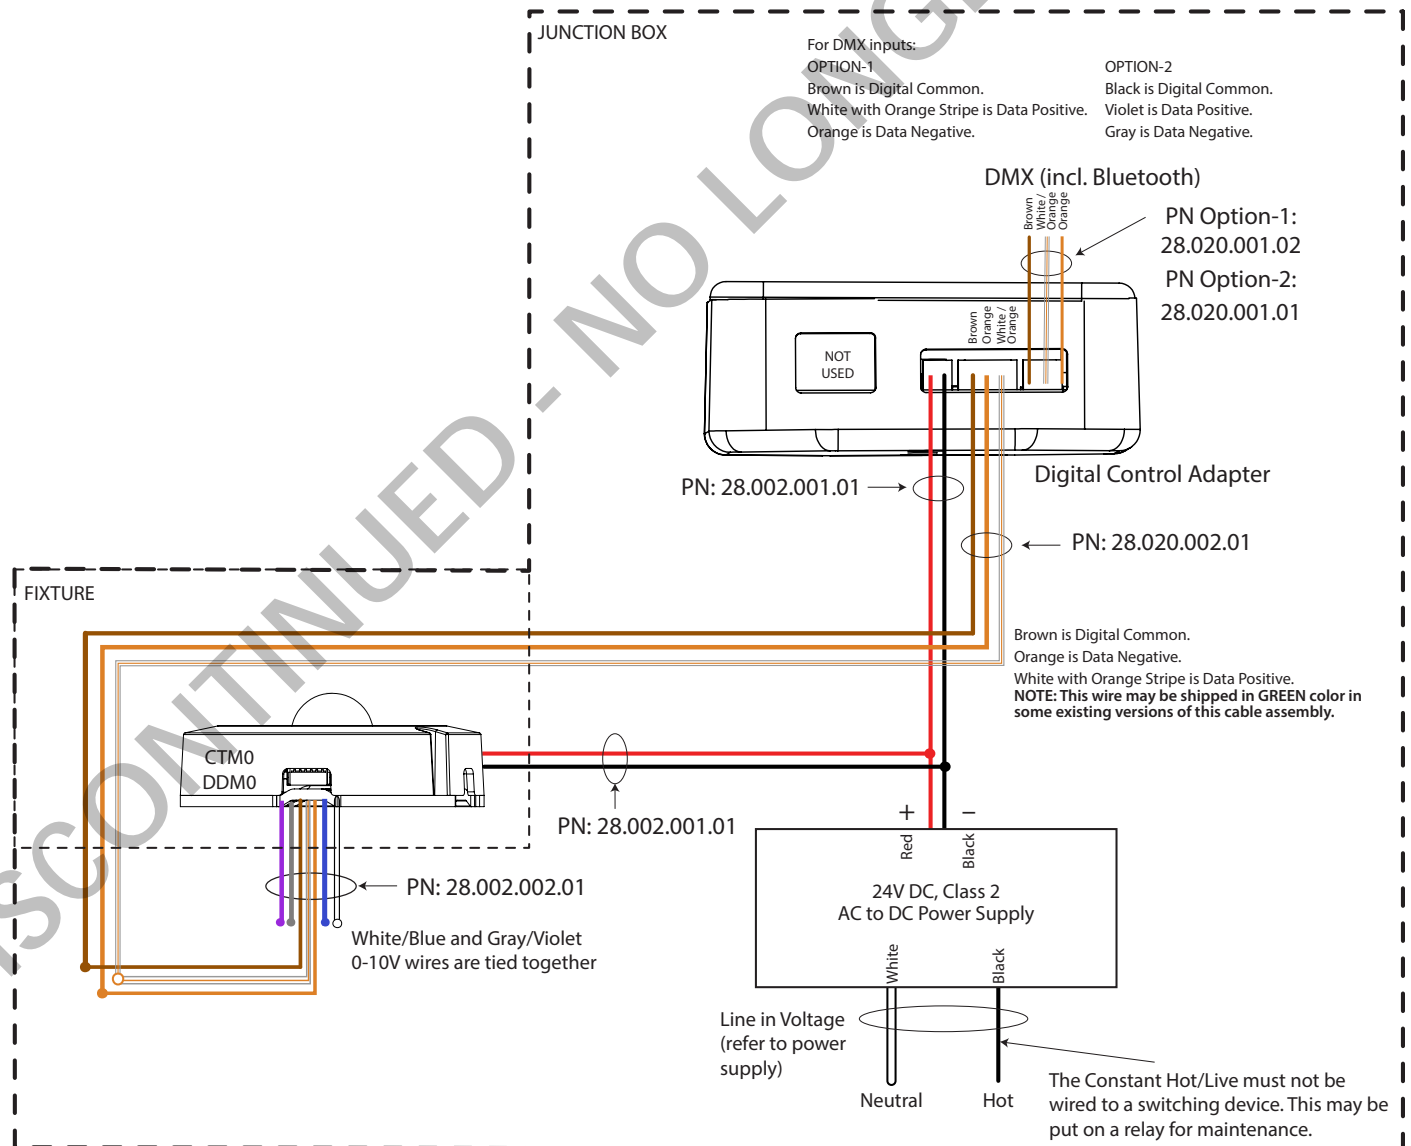 JUNCTION BOX
For DMX inputs:
OPTION-1
Brown is Digital Common.
White with Orange Stripe is Data Positive.
Orange is Data Negative.
OPTION-2
Black is Digital Common.
Violet is Data Positive.
Gray is Data Negative.
DMX (incl. Bluetooth)
Brown
White /
Orange
Orange
PN Option-1:
28.020.001.02
PN Option-2:
28.020.001.01
Brown
Orange
White /
Orange
NOT
USED
Digital Control Adapter
PN: 28.002.001.01
PN: 28.020.002.01
FIXTURE
Brown is Digital Common.
Orange is Data Negative.
White with Orange Stripe is Data Positive.
NOTE: This wire may be shipped in GREEN color in
some existing versions of this cable assembly.
CTM0
DDM0
PN: 28.002.001.01
+
−
Red
Black
24V DC, Class 2
AC to DC Power Supply
White
Black
PN: 28.002.002.01
White/Blue and Gray/Violet
0-10V wires are tied together
Line in Voltage
(refer to power
supply)
Neutral
Hot
The Constant Hot/Live must not be
wired to a switching device. This may be
put on a relay for maintenance.
ISCONTINUED - NO LONGE